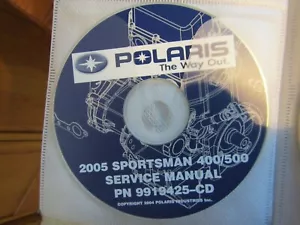 POLARIS
The Way Out.
2005 SPORTSMAN 400/500
SERVICE MANUAL
PN 9919425-CD
COPYRIGHT 2004 POLARIS INDUSTRIES Inc.